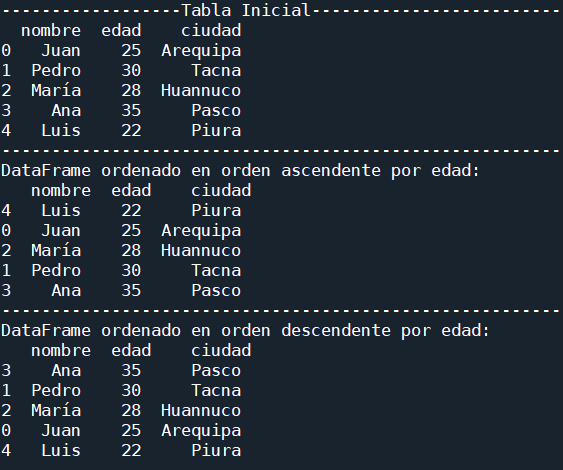 ------------------Tabla Inicial-------------------------
  nombre  edad    ciudad
0   Juan    25  Arequipa
1  Pedro    30     Tacna
2  María    28  Huannuco
3    Ana    35     Pasco
4   Luis    22     Piura
--------------------------------------------------------
DataFrame ordenado en orden ascendente por edad:
   nombre  edad    ciudad
4   Luis    22     Piura
0   Juan    25  Arequipa
2  María    28  Huannuco
1  Pedro    30     Tacna
3    Ana    35     Pasco
--------------------------------------------------------
DataFrame ordenado en orden descendente por edad:
   nombre  edad    ciudad
3    Ana    35     Pasco
1  Pedro    30     Tacna
2  María    28  Huannuco
0   Juan    25  Arequipa
4   Luis    22     Piura